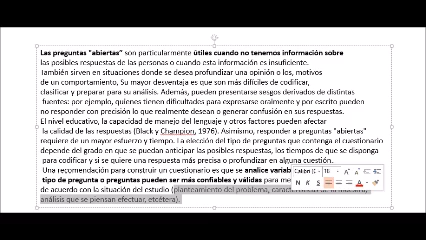 Las preguntas "abiertas" son particularmente útiles cuando no tenemos información sobre
las posibles respuestas de las personas o cuando esta información es insuficiente.
También sirven en situaciones donde se desea profundizar una opinión o los, motivos
de un comportamiento, Su mayor desventaja es que son más difíciles de codificar,
clasificar y preparar para su análisis. Además, pueden presentarse sesgos derivados de distintas
fuentes: por ejemplo, quienes tienen dificultades para expresarse oralmente y por escrito pueden
no responder con precisión lo que realmente desean o generar confusión en sus respuestas.
El nivel educativo, la capacidad de manejo del lenguaje y otros factores pueden afectar
la calidad de las respuestas (Black y Champion, 1976). Asimismo, responder a preguntas "abiertas"
requiere de un mayor esfuerzo y tiempo. La elección del tipo de preguntas que contenga el cuestionario
depende del grado en que se puedan anticipar las posibles respuestas, los tiempos de que se disponga
para codificar y si se quiere una respuesta más precisa o profundizar en alguna cuestión.
Una recomendación para construir un cuestionario es que se analice variab
tipo de pregunta o preguntas pueden ser más confiables y válidas para me
de acuerdo con la situación del estudio (planteamiento del problema,
análisis que se piensan efectuar, etcétera).
Calibri
N K S